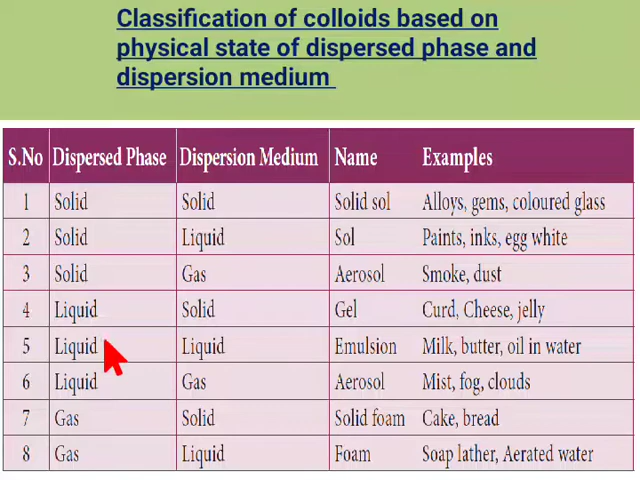 Classification of colloids based on
physical state of dispersed phase and
dispersion medium
S.No Dispersed Phase Dispersion Medium Name Examples
1 Solid Solid Solid sol Alloys, gems, coloured glass
2 Solid Liquid Sol Paints, inks, egg white
3 Solid Gas Aerosol Smoke, dust
4 Liquid Solid Gel Curd, Cheese, jelly
5 Liquid Liquid Emulsion Milk, butter, oil in water
6 Liquid Gas Aerosol Mist, fog, clouds
7 Gas Solid Solid foam Cake, bread
8 Gas Liquid Foam Soap lather, Aerated water